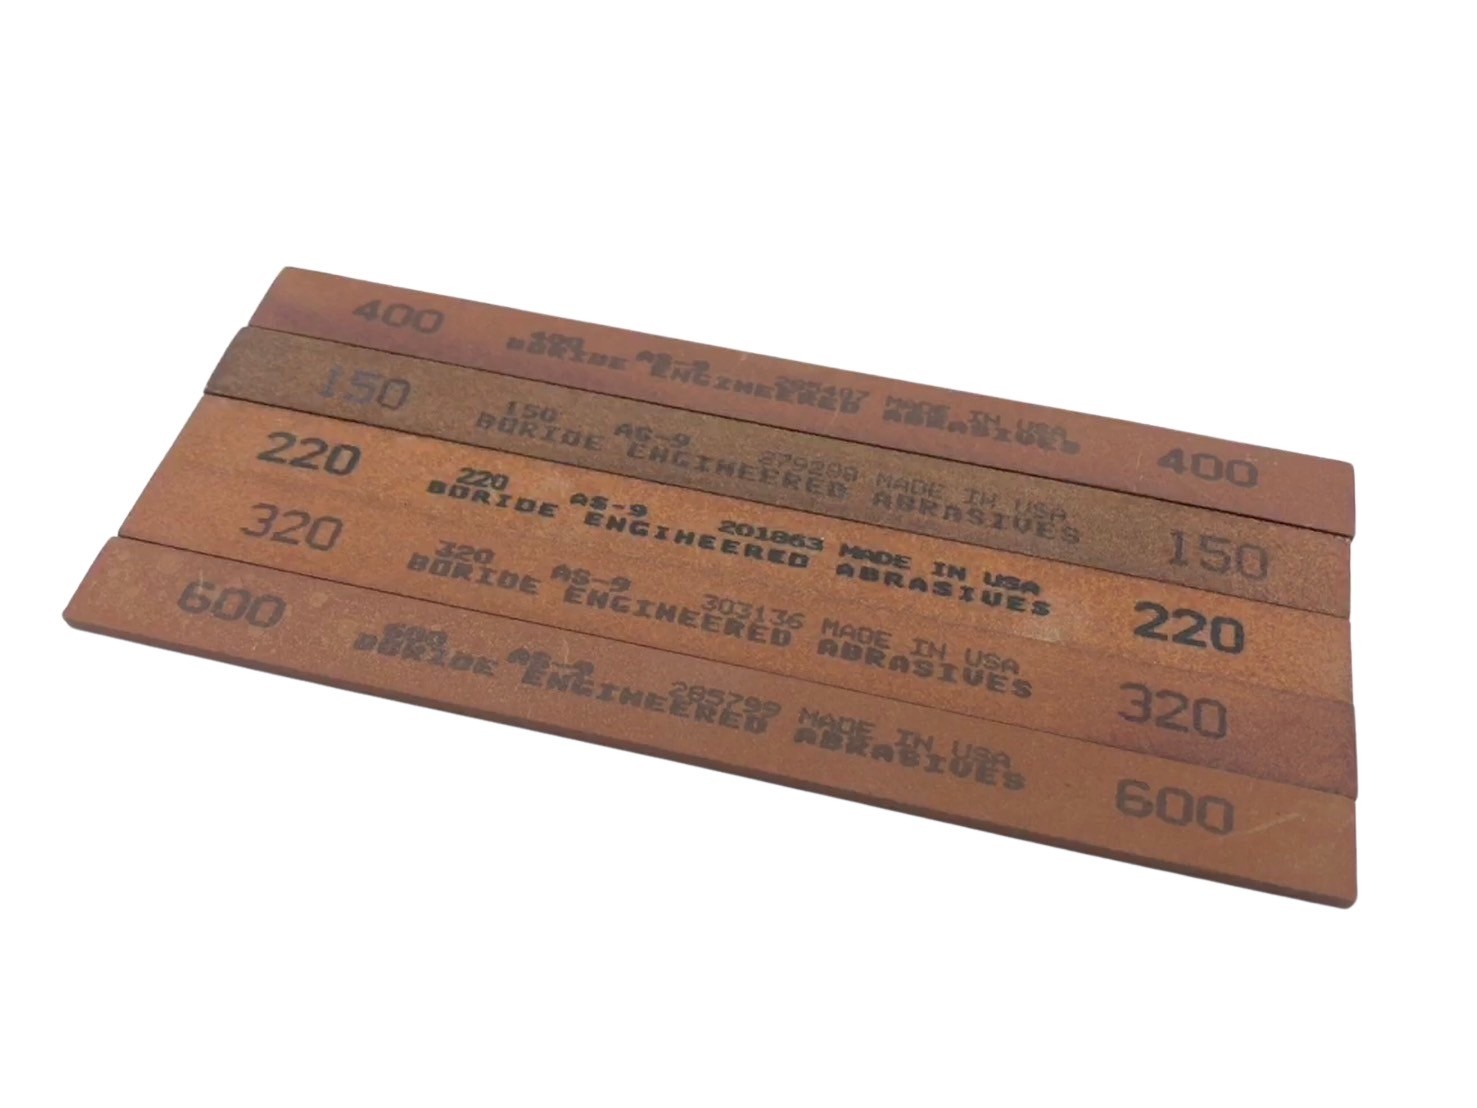 400
400 AS-9 285497 MADE IN USA
BORIDE ENGINEERED ABRASIVES
400
150
150 AS-9 279288 MADE IN USA
BORIDE ENGINEERED ABRASIVES
150
220
220 AS-9 201863 MADE IN USA
BORIDE ENGINEERED ABRASIVES
220
320
320 AS-9 303136 MADE IN USA
BORIDE ENGINEERED ABRASIVES
320
600
600 AS-9 285799 MADE IN USA
BORIDE ENGINEERED ABRASIVES
600